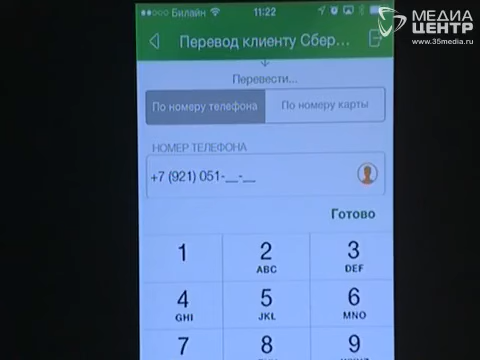 ●●○○○ Билайн 11:22
МЕДИА
ЦЕНТР
www.35media.ru
Перевод клиенту Сбер...
Перевести...
По номеру телефона По номеру карты
НОМЕР ТЕЛЕФОНА
+7 (921) 051-__-__
Готово
1 2 3
ABC DEF
4 5 6
GHI JKL MNO
7 8 9